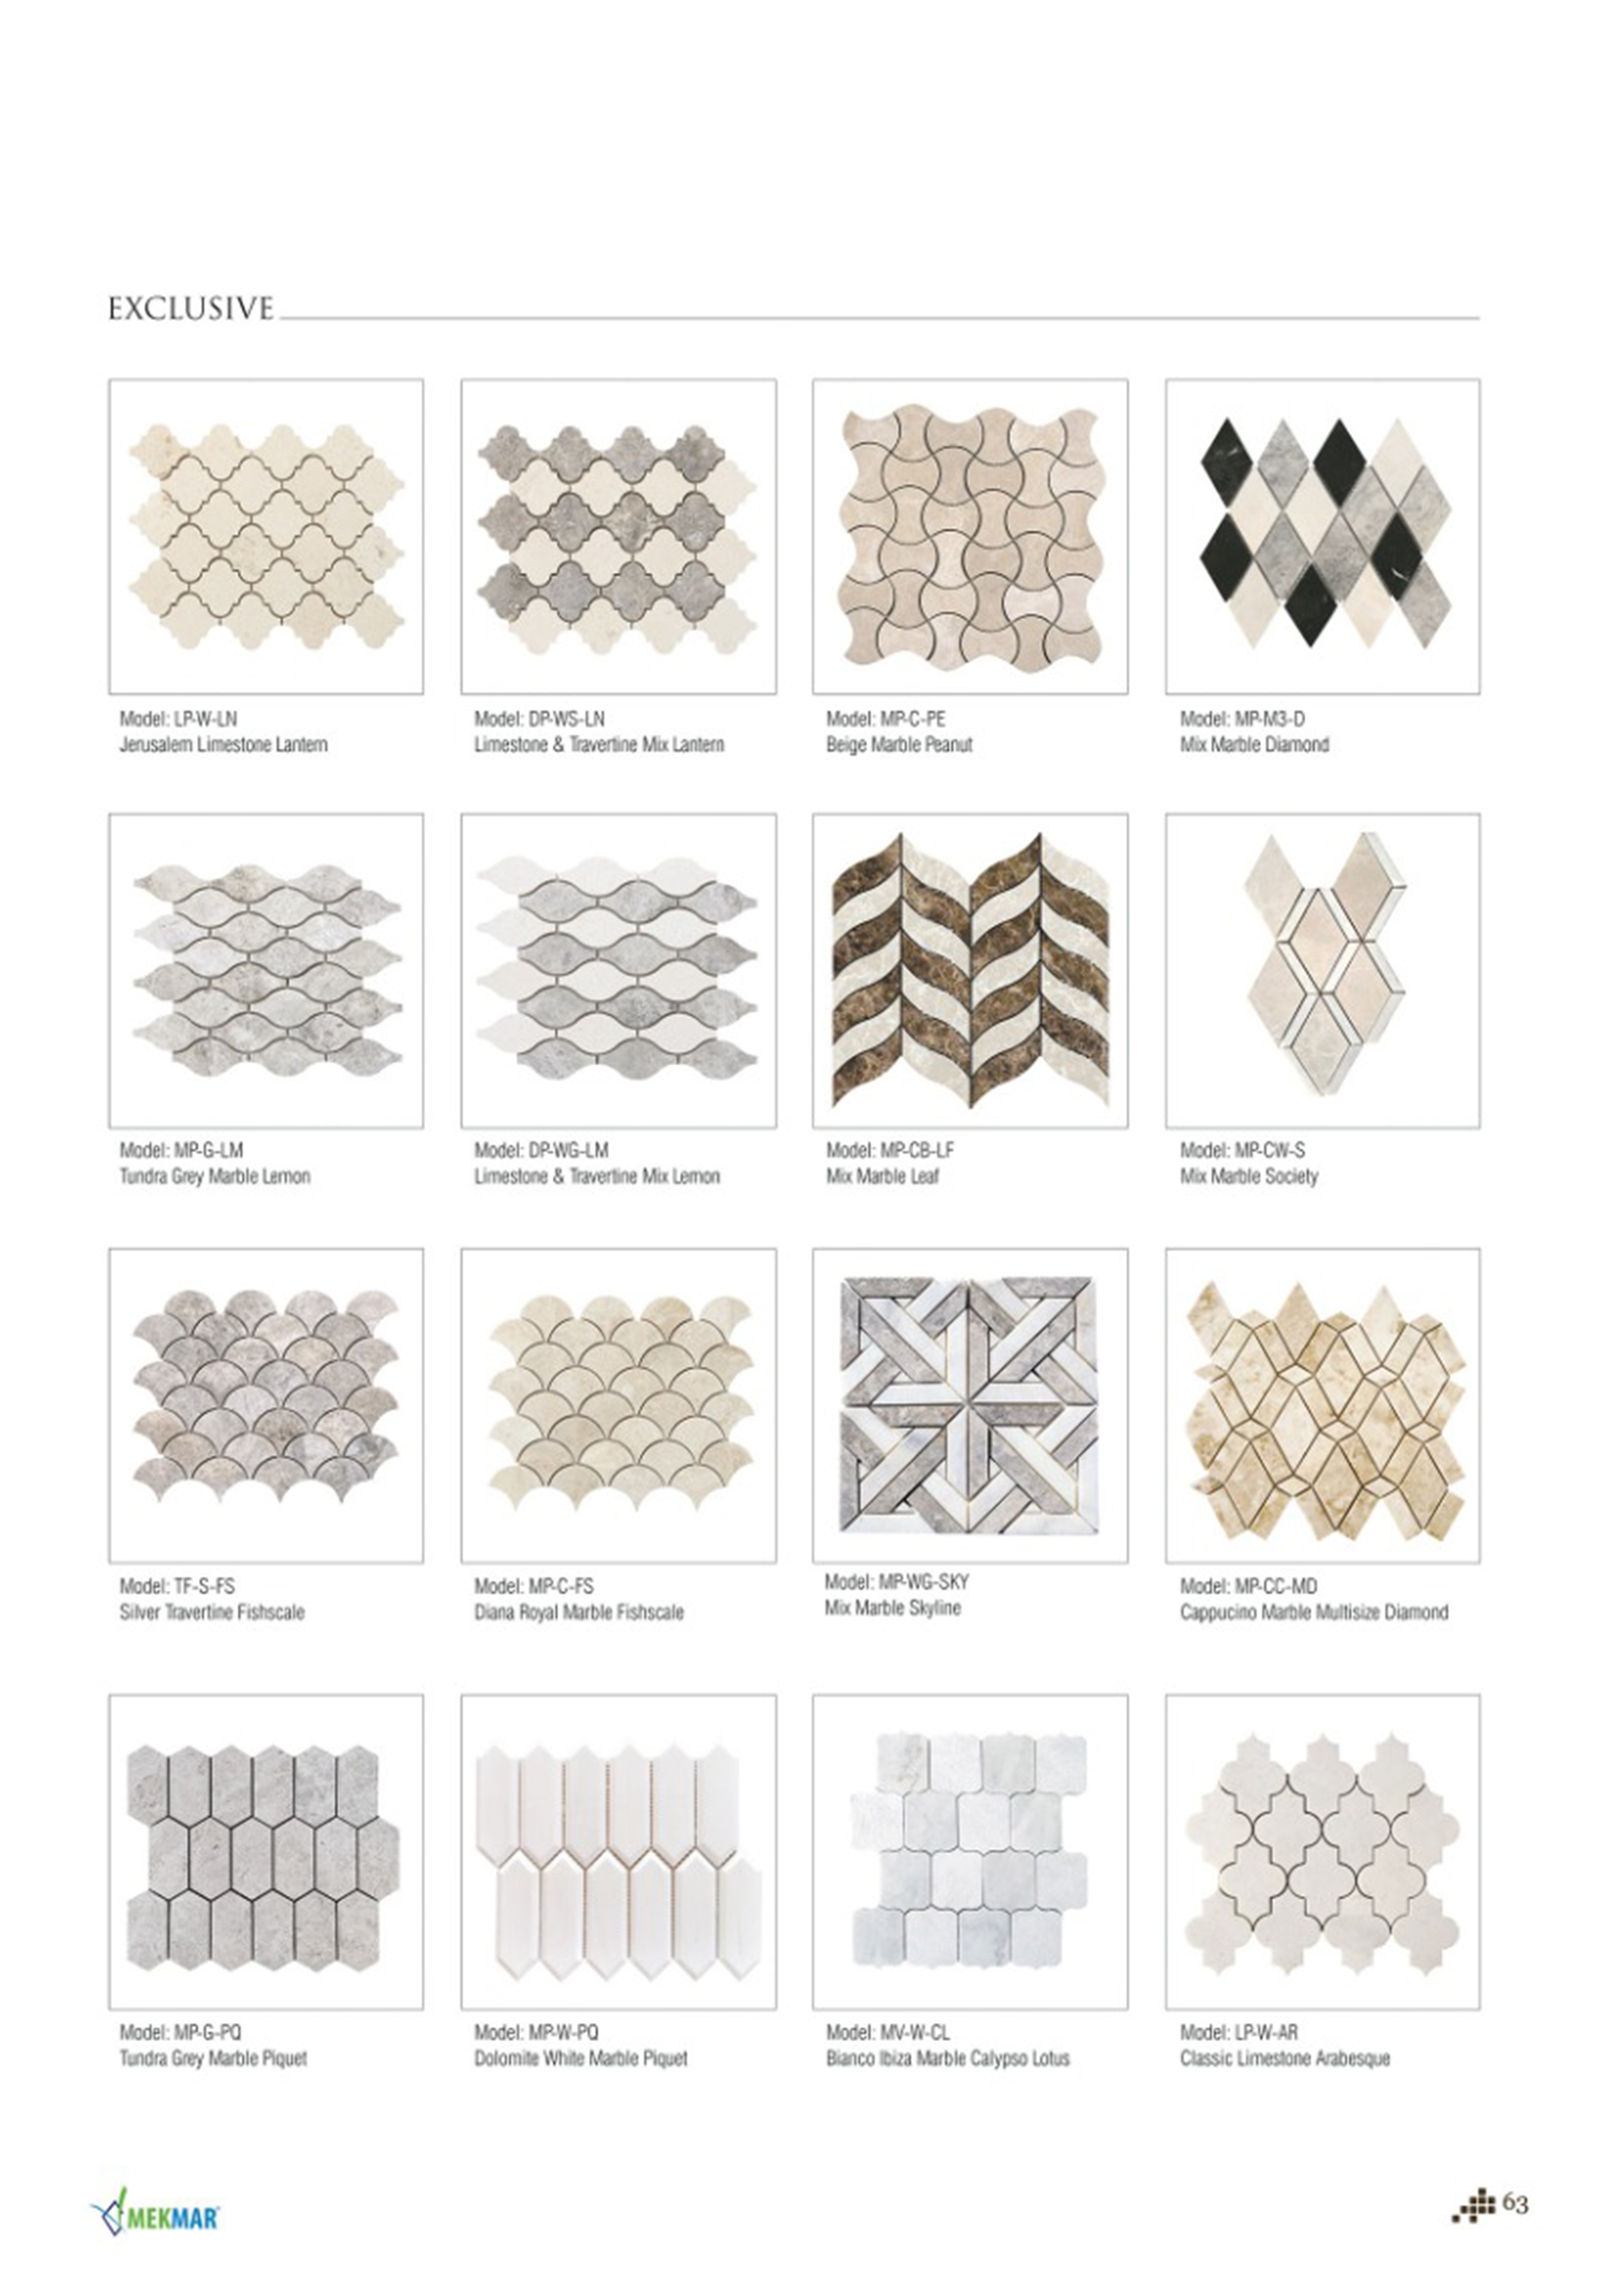 EXCLUSIVE
Model: LP-W-LN
Jerusalem Limestone Lantern
Model: DP-WS-LN
Limestone & Travertine Mix Lantern
Model: MP-C-PE
Beige Marble Peanut
Model: MP-M3-D
Mix Marble Diamond
Model: MP-G-LM
Tundra Grey Marble Lemon
Model: DP-WG-LM
Limestone & Travertine Mix Lemon
Model: MP-CB-LF
Mix Marble Leaf
Model: MP-CW-S
Mix Marble Society
Model: TF-S-FS
Silver Travertine Fishscale
Model: MP-C-FS
Diana Royal Marble Fishscale
Model: MP-WG-SKY
Mix Marble Skyline
Model: MP-CC-MD
Cappucino Marble Multisize Diamond
Model: MP-G-PQ
Tundra Grey Marble Piquet
Model: MP-W-PQ
Dolomite White Marble Piquet
Model: MV-W-CL
Bianco Ibiza Marble Calypso Lotus
Model: LP-W-AR
Classic Limestone Arabesque
MEKMAR
63